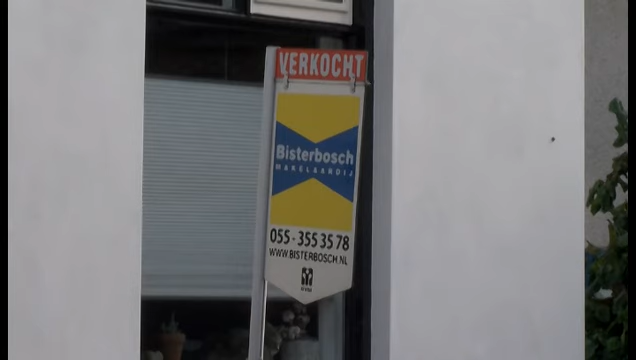 VERKOCHT
Bisterbosch
MAKELAARDIJ
055-355 35 78
WWW.BISTERBOSCH.NL